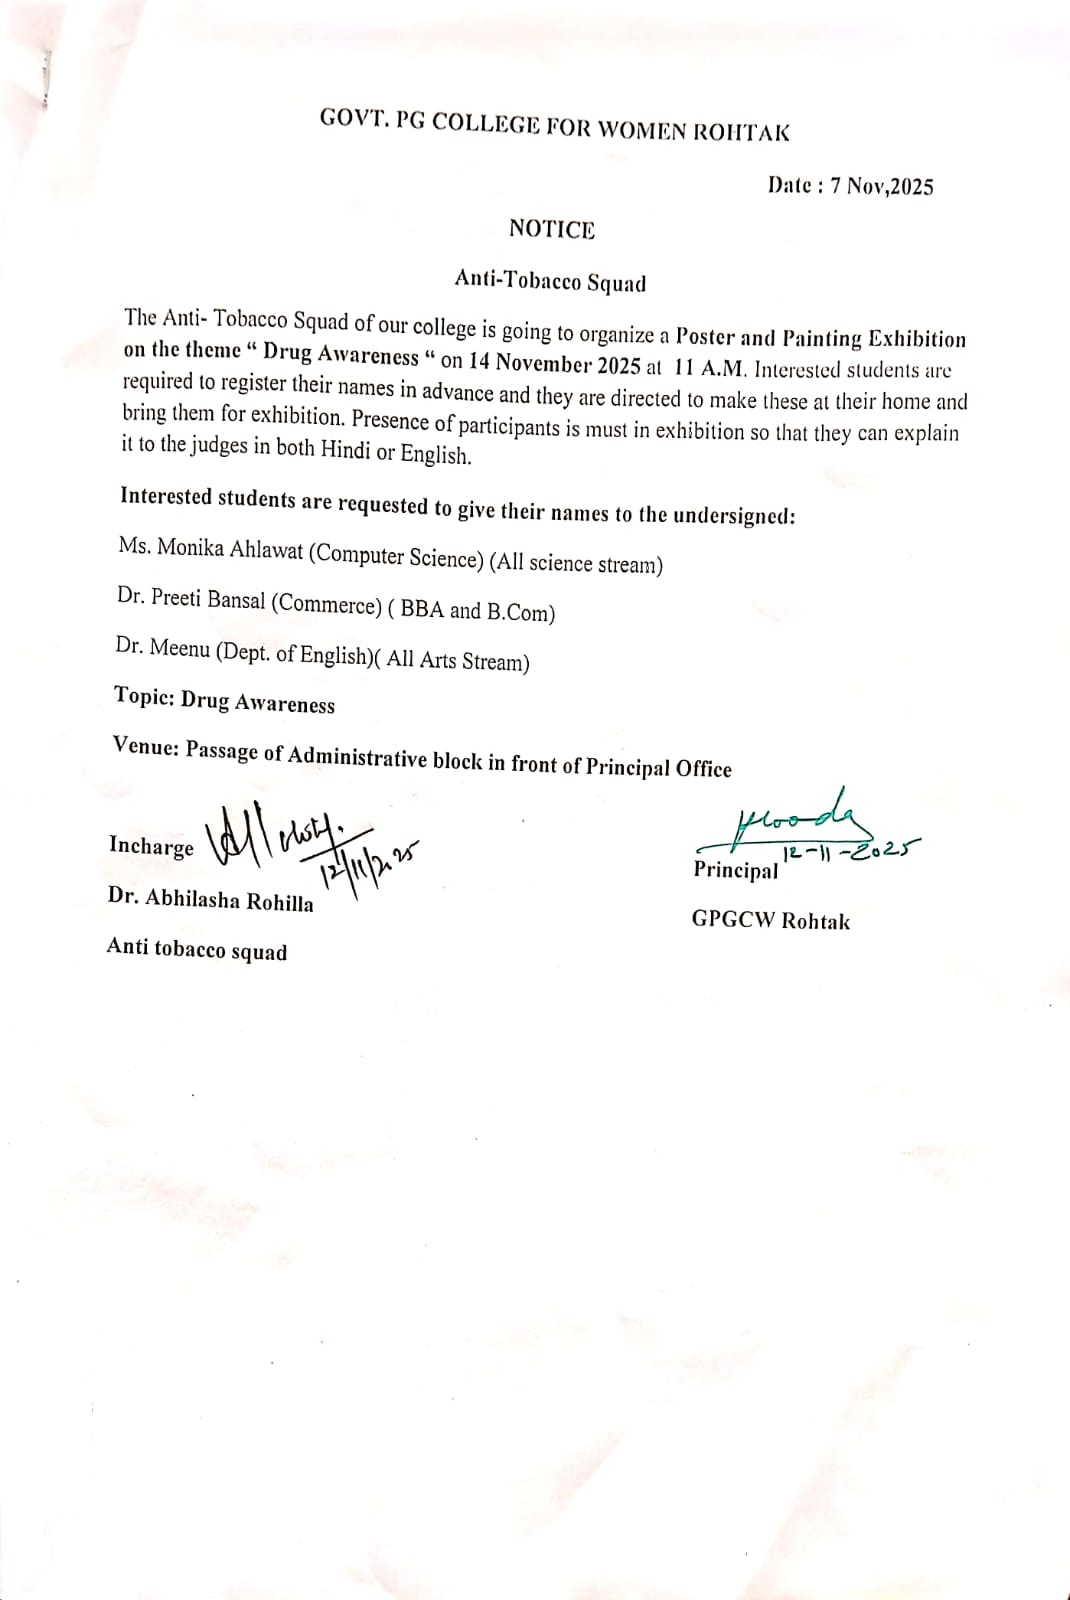 GOVT. PG COLLEGE FOR WOMEN ROHTAK
Date : 7 Nov,2025
NOTICE
Anti-Tobacco Squad
The Anti- Tobacco Squad of our college is going to organize a Poster and Painting Exhibition
on the theme “ Drug Awareness “ on 14 November 2025 at 11 A.M. Interested students are
required to register their names in advance and they are directed to make these at their home and
bring them for exhibition. Presence of participants is must in exhibition so that they can explain
it to the judges in both Hindi or English.
Interested students are requested to give their names to the undersigned:
Ms. Monika Ahlawat (Computer Science) (All science stream)
Dr. Preeti Bansal (Commerce) ( BBA and B.Com)
Dr. Meenu (Dept. of English)( All Arts Stream)
Topic: Drug Awareness
Venue: Passage of Administrative block in front of Principal Office
Incharge
12/11/2025
Hooda
12-11-2025
Principal
Dr. Abhilasha Rohilla
GPGCW Rohtak
Anti tobacco squad